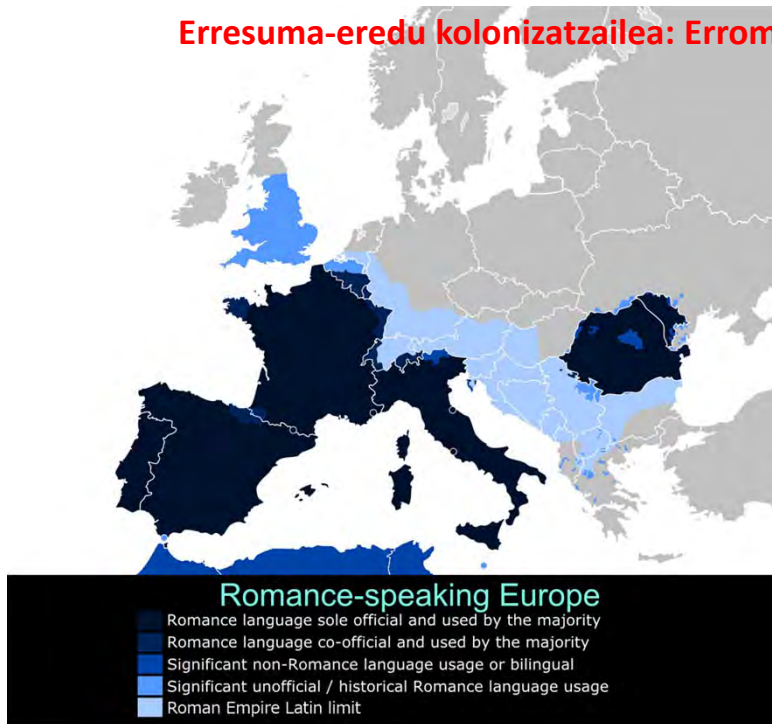 Erresuma-eredu kolonizatzailea: Errom
Romance-speaking Europe
Romance language sole official and used by the majority
Romance language co-official and used by the majority
Significant non-Romance language usage or bilingual
Significant unofficial / historical Romance language usage
Roman Empire Latin limit